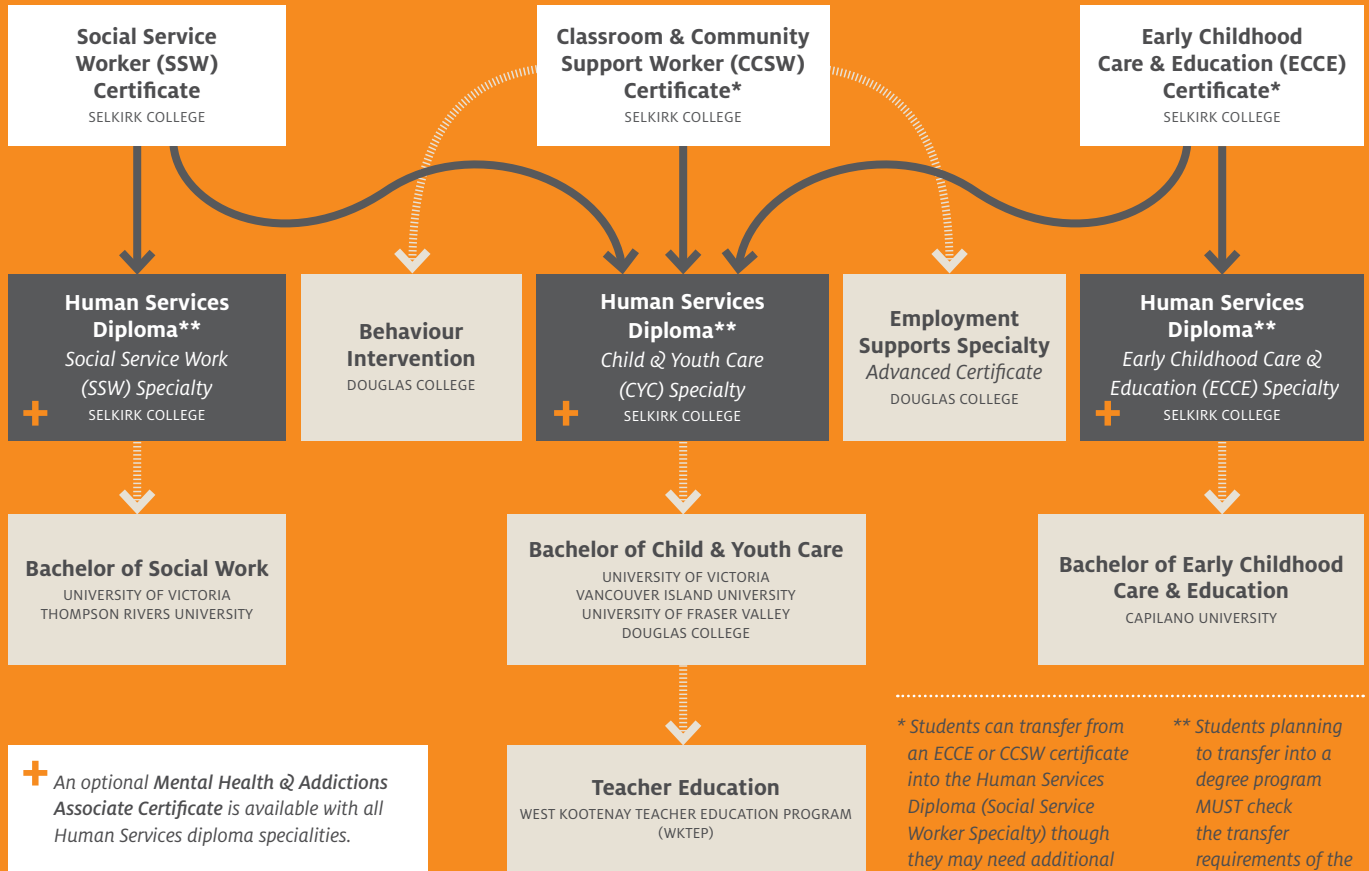 Social Service
Worker (SSW)
Certificate
SELKIRK COLLEGE
Classroom & Community
Support Worker (CCSW)
Certificate*
SELKIRK COLLEGE
Early Childhood
Care & Education (ECCE)
Certificate*
SELKIRK COLLEGE
Human Services
Diploma**
Social Service Work
(SSW) Specialty
SELKIRK COLLEGE
Behaviour
Intervention
DOUGLAS COLLEGE
Human Services
Diploma**
Child & Youth Care
(CYC) Specialty
SELKIRK COLLEGE
Employment
Supports Specialty
Advanced Certificate
DOUGLAS COLLEGE
Human Services
Diploma**
Early Childhood Care &
Education (ECCE) Specialty
SELKIRK COLLEGE
Bachelor of Social Work
UNIVERSITY OF VICTORIA
THOMPSON RIVERS UNIVERSITY
Bachelor of Child & Youth Care
UNIVERSITY OF VICTORIA
VANCOUVER ISLAND UNIVERSITY
UNIVERSITY OF FRASER VALLEY
DOUGLAS COLLEGE
Bachelor of Early Childhood
Care & Education
CAPILANO UNIVERSITY
+ An optional Mental Health & Addictions
Associate Certificate is available with all
Human Services diploma specialities.
Teacher Education
WEST KOOTENAY TEACHER EDUCATION PROGRAM
(WKTEP)
* Students can transfer from
an ECCE or CCSW certificate
into the Human Services
Diploma (Social Service
Worker Specialty) though
they may need additional
** Students planning
to transfer into a
degree program
MUST check
the transfer
requirements of the